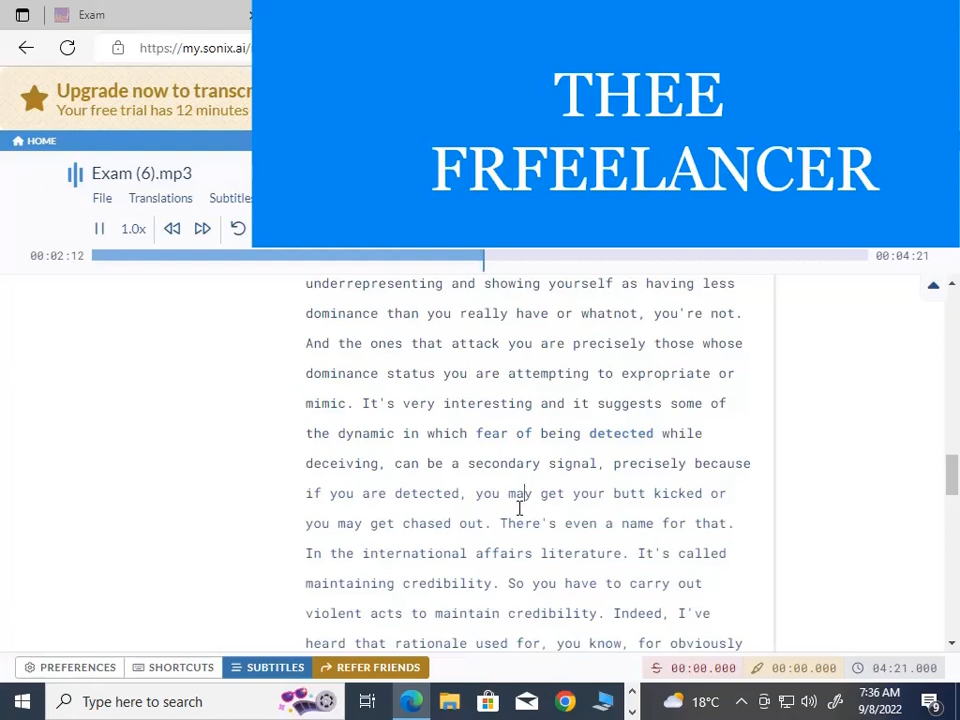 Exam
https://my.sonix.ai/
Upgrade now to transcr
Your free trial has 12 minutes
HOME
THEE
FRFEELANCER
Exam (6).mp3
File Translations Subtitles
1.0x
00:02:12
00:04:21
underrepresenting and showing yourself as having less
dominance than you really have or whatnot, you're not.
And the ones that attack you are precisely those whose
dominance status you are attempting to expropriate or
mimic. It's very interesting and it suggests some of
the dynamic in which fear of being detected while
deceiving, can be a secondary signal, precisely because
if you are detected, you may get your butt kicked or
you may get chased out. There's even a name for that.
In the international affairs literature. It's called
maintaining credibility. So you have to carry out
violent acts to maintain credibility. Indeed, I've
heard that rationale used for, you know, for obviously
PREFERENCES SHORTCUTS SUBTITLES REFER FRIENDS
00:00.000 00:00.000 04:21.000
Type here to search
18°C
7:36 AM
9/8/2022
9